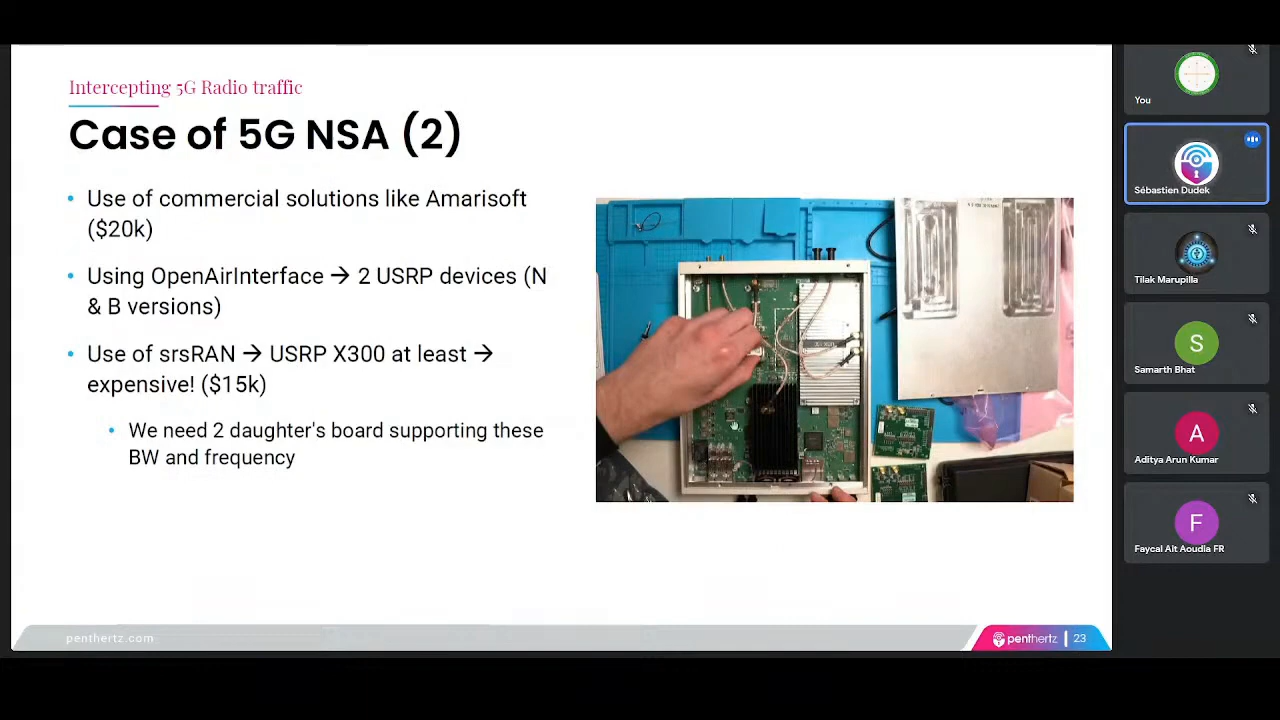 Intercepting 5G Radio traffic
Case of 5G NSA (2)
• Use of commercial solutions like Amarisoft
($20k)
• Using OpenAirInterface → 2 USRP devices (N
& B versions)
• Use of srsRAN → USRP X300 at least →
expensive! ($15k)
• We need 2 daughter's board supporting these
BW and frequency
penthertz.com
penthertz | 23
You
Sébastien Dudek
Tilak Marupilla
S
Samarth Bhat
A
Aditya Arun Kumar
F
Faycal Ait Aoudia FR